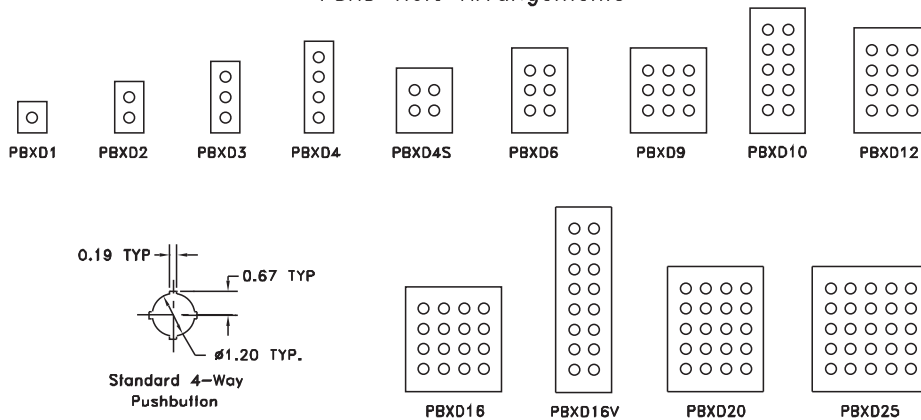 PBXD1 PBXD2 PBXD3 PBXD4 PBXD4S PBXD6 PBXD9 PBXD10 PBXD12
0.19 TYP
0.67 TYP
ø1.20 TYP.
Standard 4-Way
Pushbutton
PBXD16 PBXD16V PBXD20 PBXD25